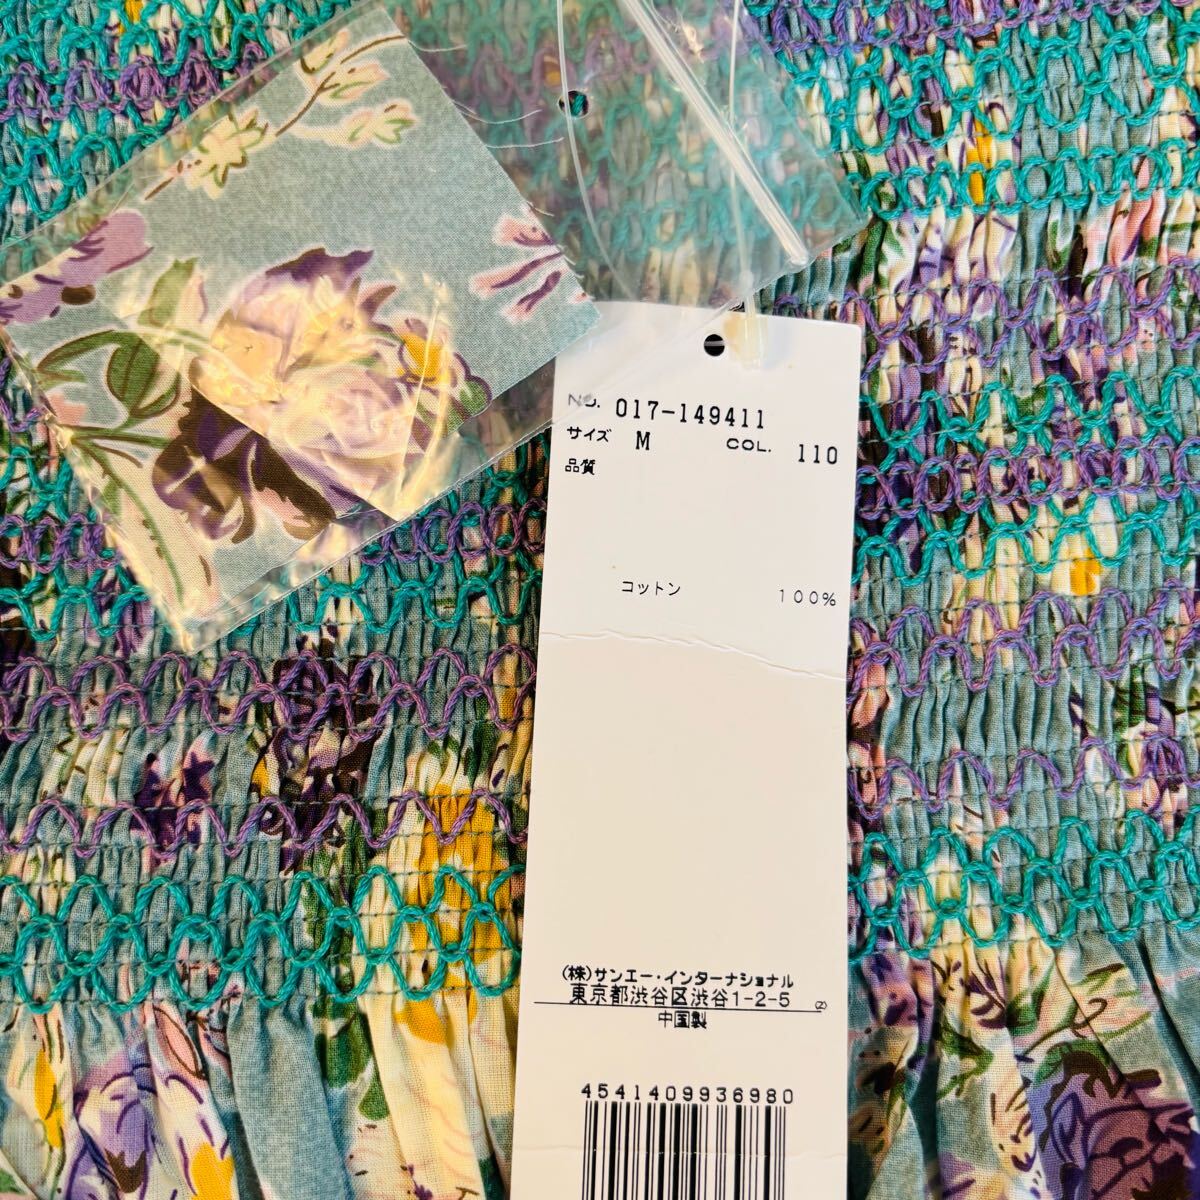 NO. 017-149411
サイズ M COL. 110
品質
コットン 100%
(株)サンエー・インターナショナル
東京都渋谷区渋谷1-2-5 (2)
中国製
4541409936980